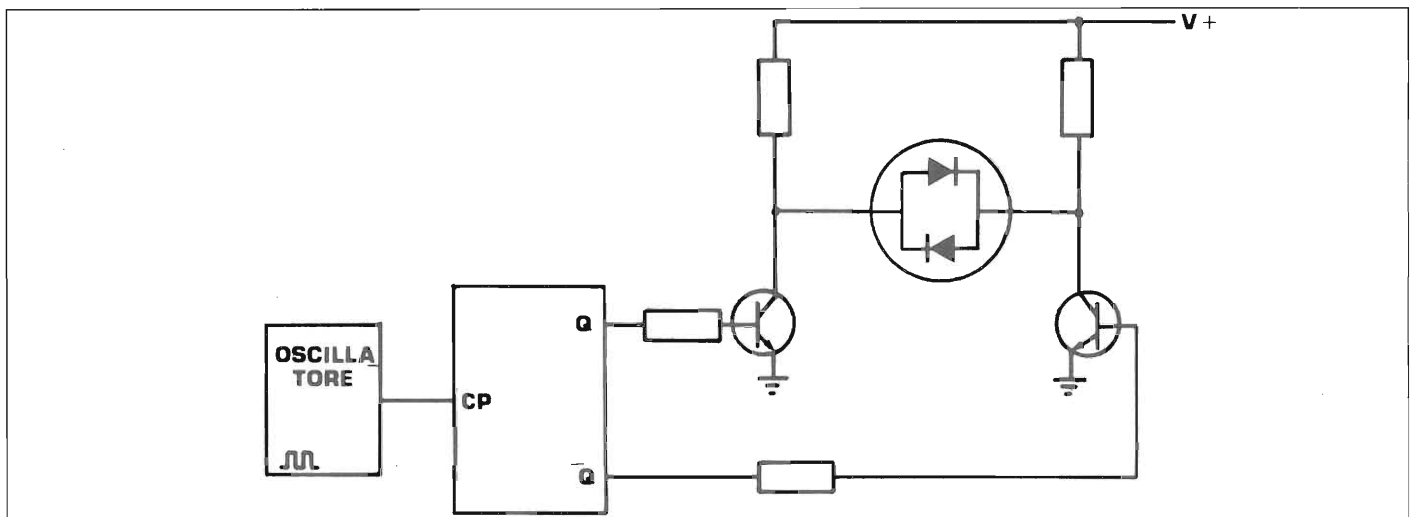 V+
Q
OSCILLA
TORE
CP
Q̅